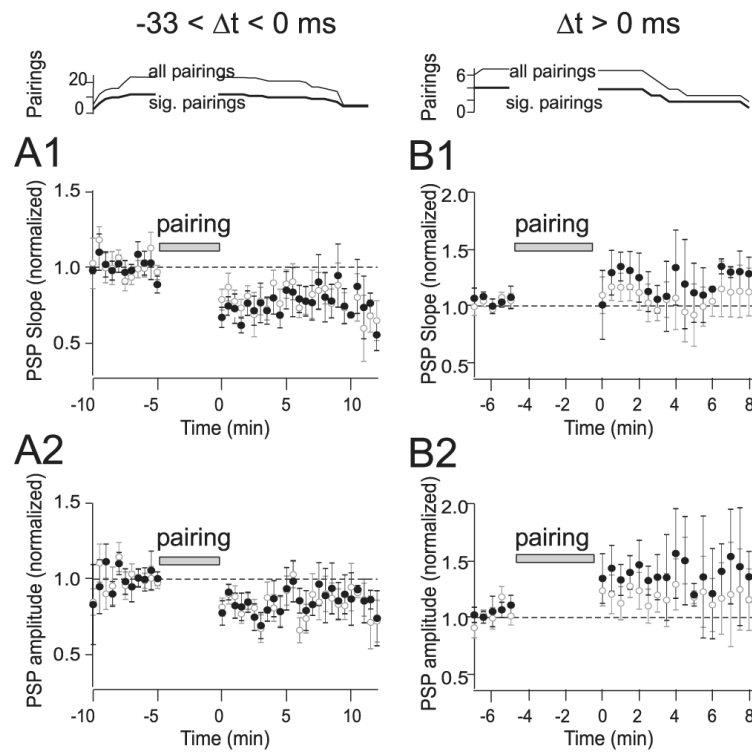 -33 < Δt < 0 ms
Δt > 0 ms
Pairings
20
0
all pairings
sig. pairings
Pairings
6
4
0
all pairings
sig. pairings
A1
PSP Slope (normalized)
1.5
1.0
0.5
pairing
-10 -5 0 5 10
Time (min)
B1
PSP Slope (normalized)
2.0
1.5
1.0
0.5
pairing
-6 -4 -2 0 2 4 6 8
Time (min)
A2
PSP amplitude (normalized)
1.5
1.0
0.5
pairing
-10 -5 0 5 10
Time (min)
B2
PSP amplitude (normalized)
2.0
1.5
1.0
0.5
pairing
-6 -4 -2 0 2 4 6 8
Time (min)